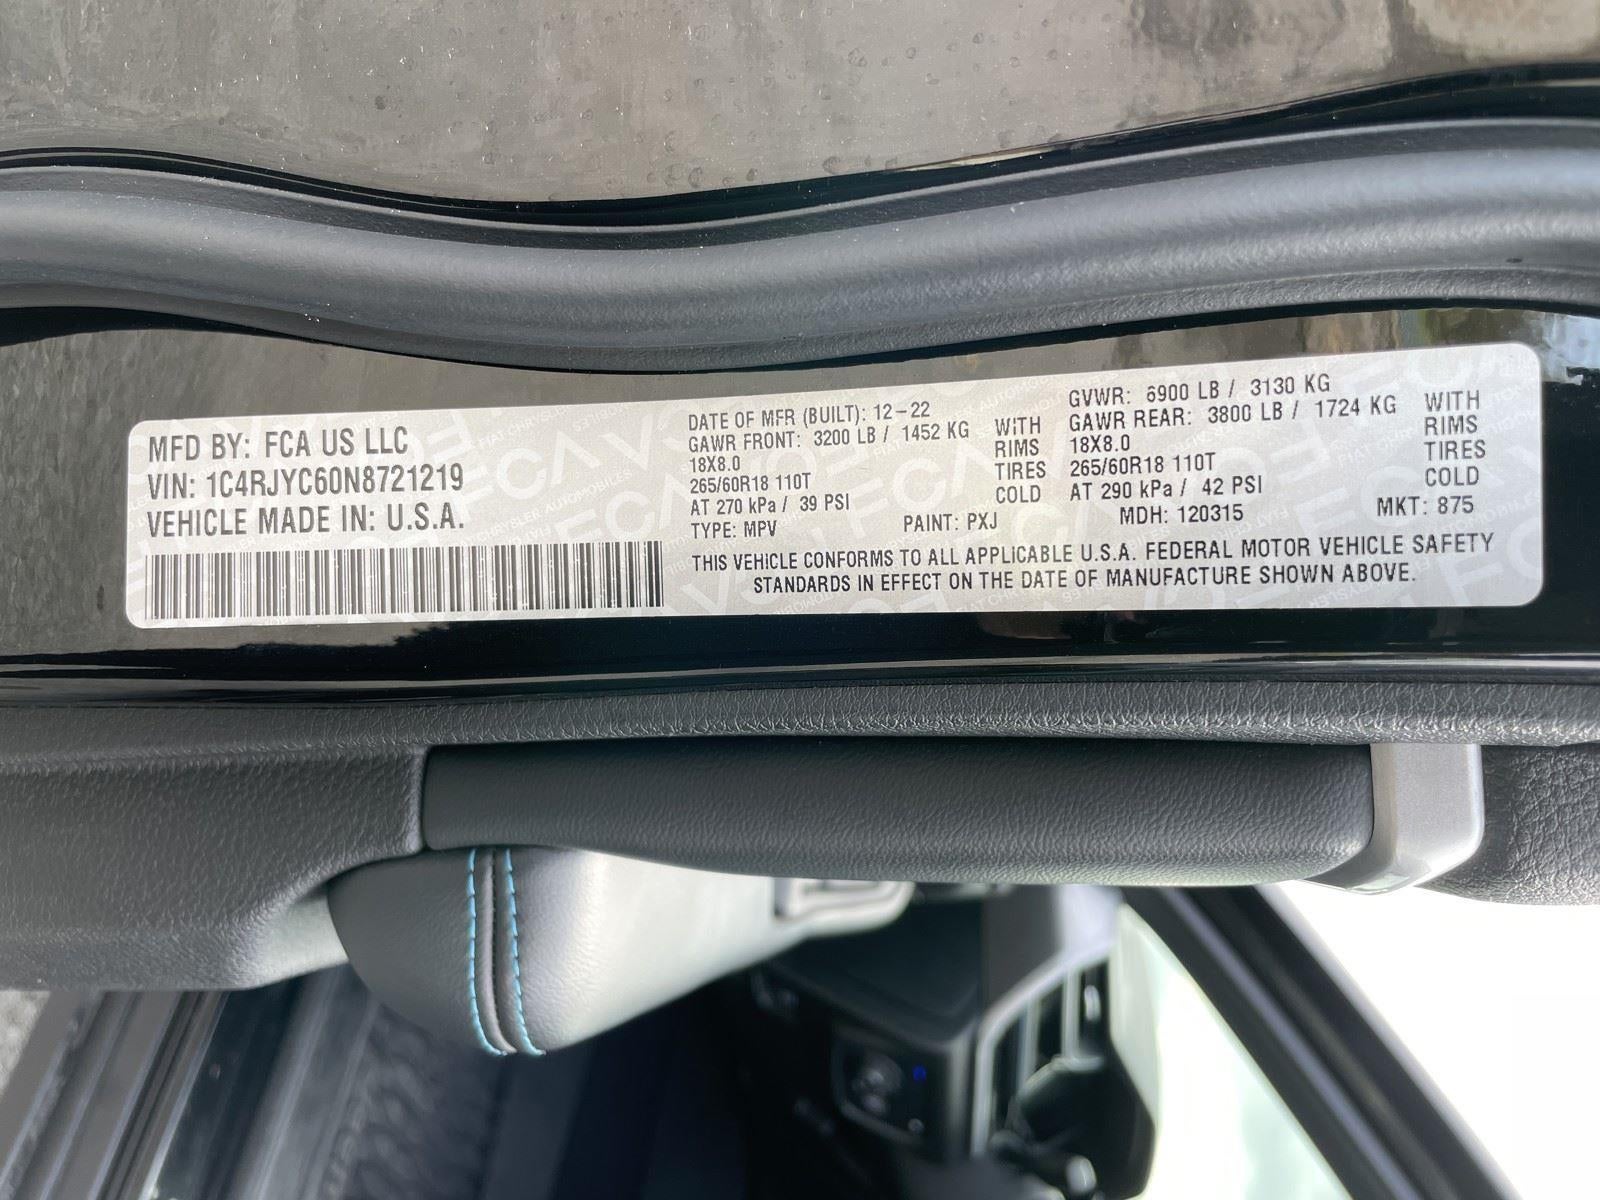 MFD BY: FCA US LLC
VIN: 1C4RJYC60N8721219
VEHICLE MADE IN: U.S.A.
DATE OF MFR (BUILT): 12-22
GAWR FRONT: 3200 LB / 1452 KG WITH
18X8.0 RIMS
265/60R18 110T TIRES
AT 270 kPa / 39 PSI COLD
TYPE: MPV PAINT: PXJ
GVWR: 6900 LB / 3130 KG
GAWR REAR: 3800 LB / 1724 KG WITH
18X8.0 RIMS
265/60R18 110T TIRES
AT 290 kPa / 42 PSI COLD
MDH: 120315 MKT: 875
THIS VEHICLE CONFORMS TO ALL APPLICABLE U.S.A. FEDERAL MOTOR VEHICLE SAFETY
STANDARDS IN EFFECT ON THE DATE OF MANUFACTURE SHOWN ABOVE.